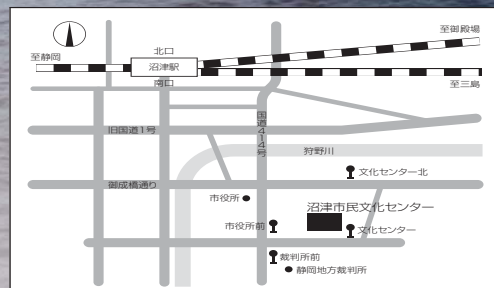 至御殿場
北口
至静岡
沼津駅
南口
至三島
旧国道1号
国道414号
狩野川
文化センター北
御成橋通り
市役所
沼津市民文化センター
市役所前
文化センター
裁判所前
静岡地方裁判所